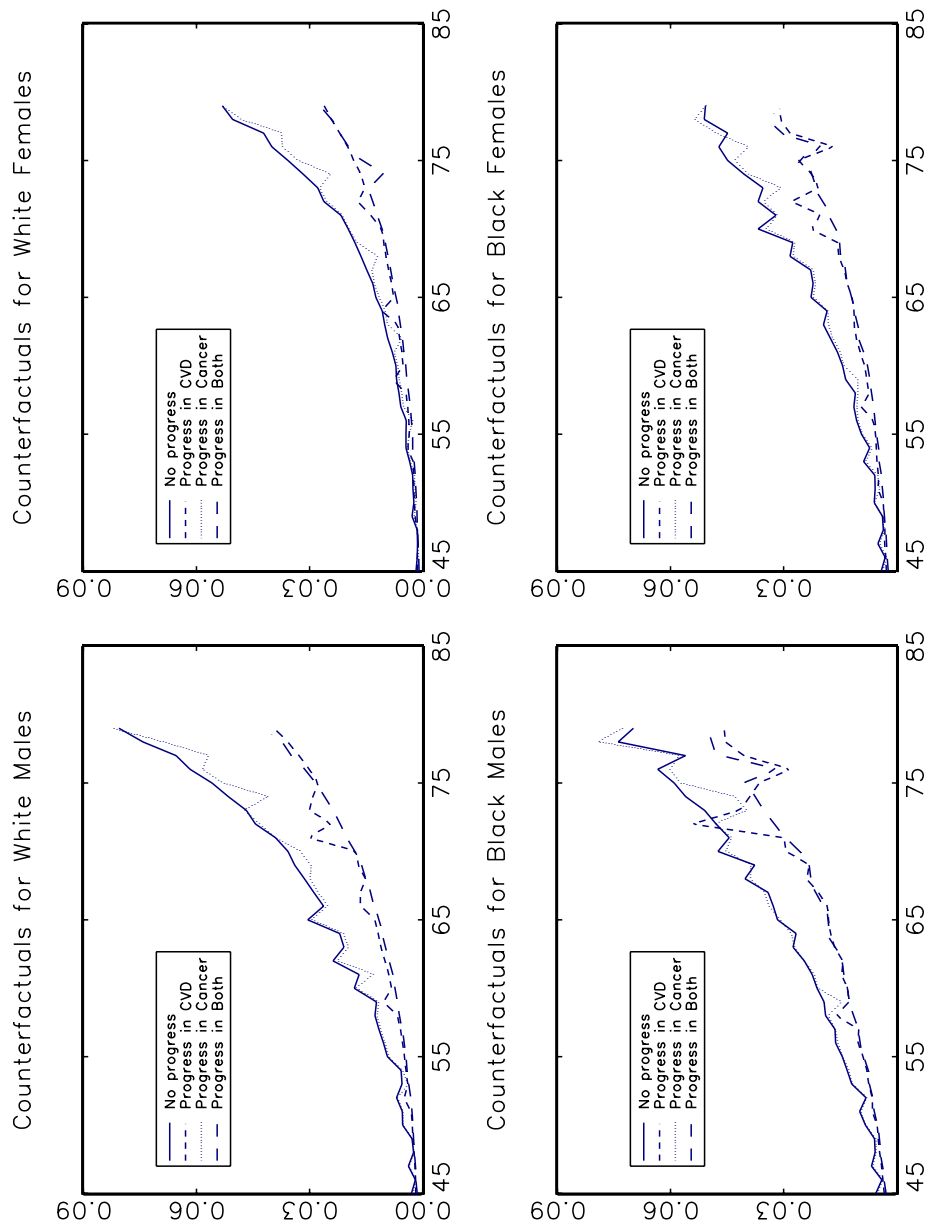 Counterfactuals for White Males
0.09
0.06
0.03
0.00
No progress
Progress in CVD
Progress in Cancer
Progress in Both
45
55
65
75
85
Counterfactuals for White Females
0.09
0.06
0.03
0.00
No progress
Progress in CVD
Progress in Cancer
Progress in Both
45
55
65
75
85
Counterfactuals for Black Males
0.09
0.06
0.03
No progress
Progress in CVD
Progress in Cancer
Progress in Both
45
55
65
75
85
Counterfactuals for Black Females
0.09
0.06
0.03
No progress
Progress in CVD
Progress in Cancer
Progress in Both
45
55
65
75
85